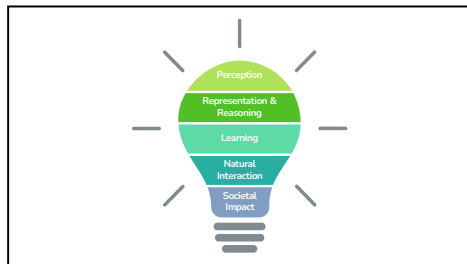 Perception
Representation &
Reasoning
Learning
Natural
Interaction
Societal
Impact